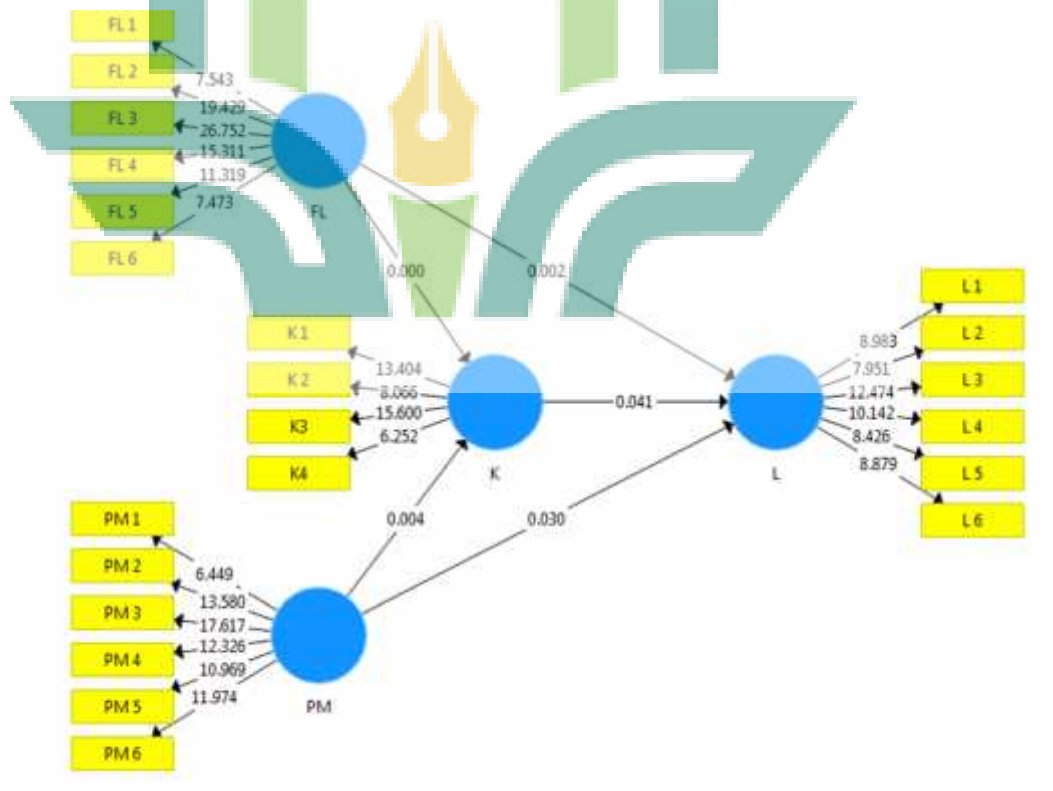 FL 1
FL 2
FL 3
FL 4
FL 5
FL 6
7.543
19.429
26.752
15.311
11.319
7.473
FL
0.000
0.002
K 1
K 2
K3
K4
13.404
8.066
15.600
6.252
K
0.041
L
8.983
7.951
12.474
10.142
8.426
8.879
L 1
L 2
L 3
L 4
L 5
L 6
0.004
0.030
PM 1
PM 2
PM 3
PM 4
PM 5
PM 6
6.449
13.580
17.617
12.326
10.969
11.974
PM